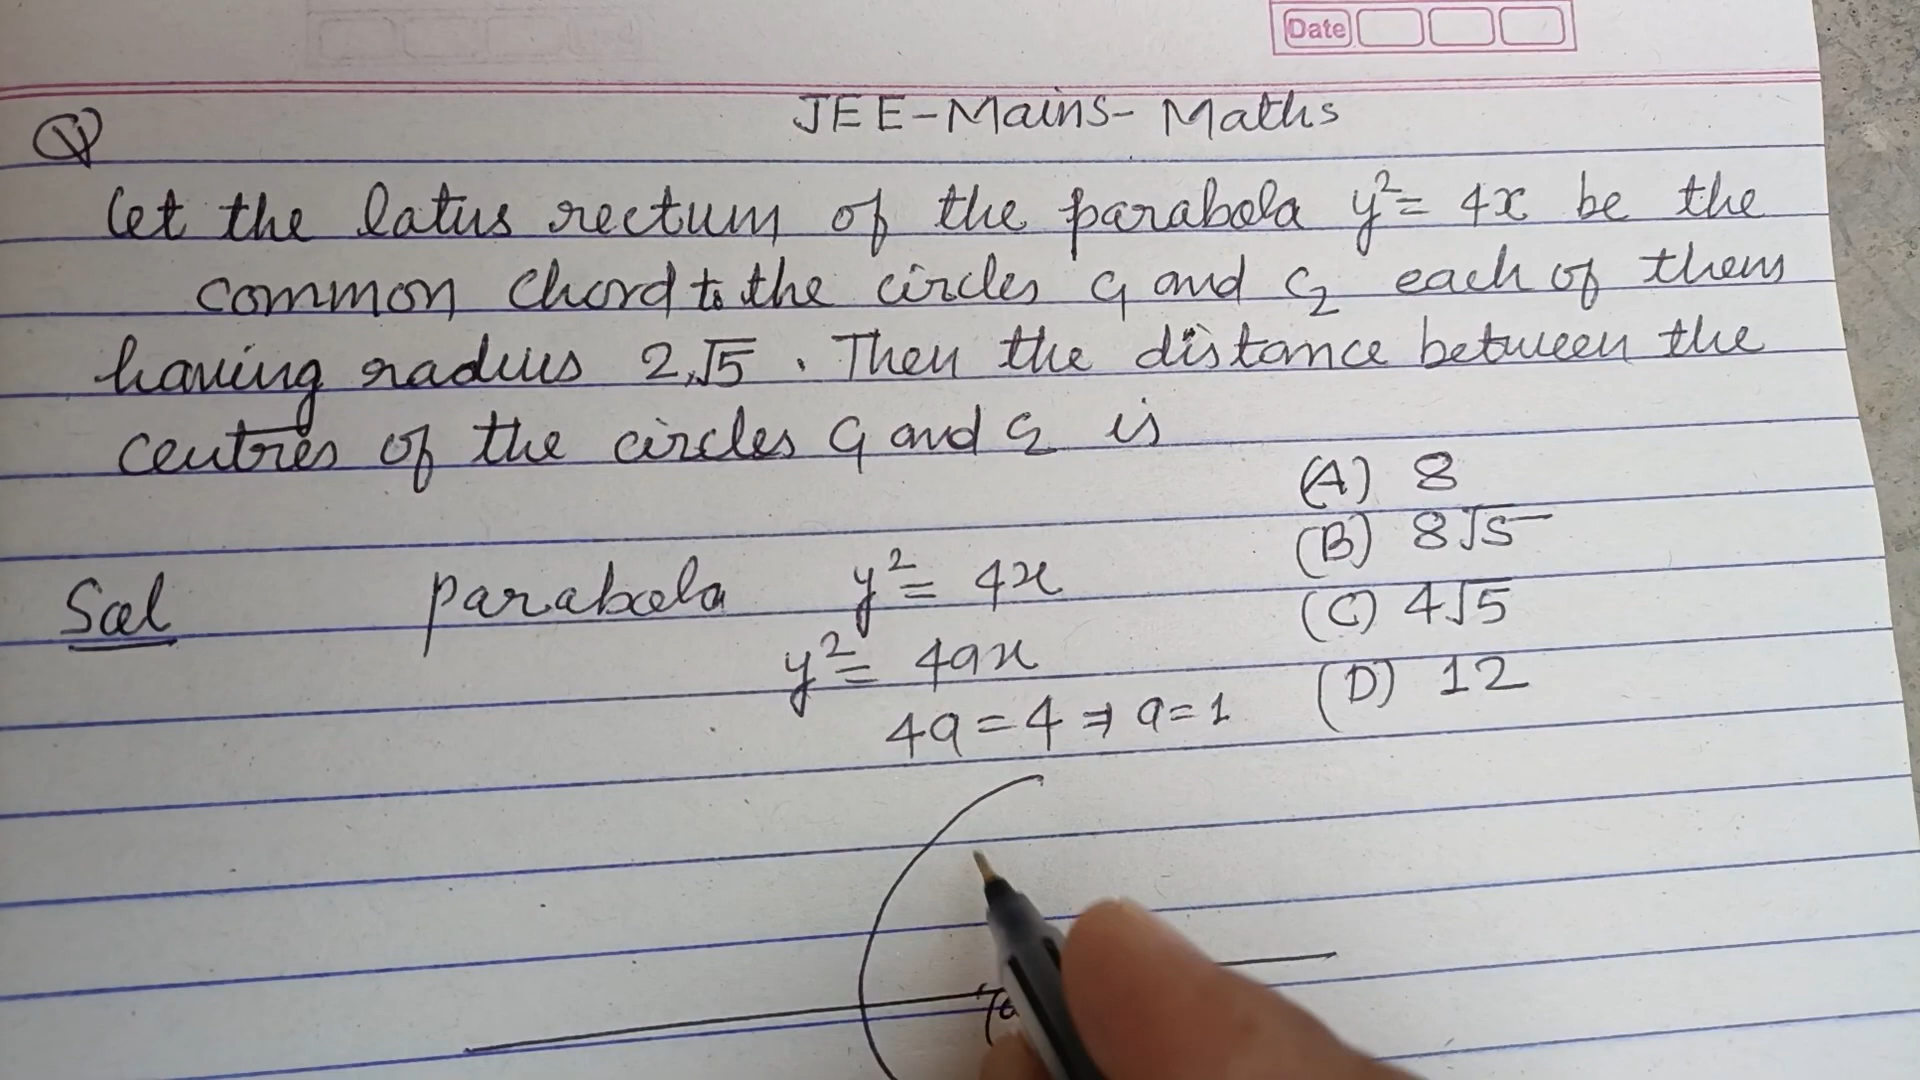 Date
JEE-Mains-Maths
Q
Let the latus rectum of the parabola y²= 4x be the
common chord to the circles C1 and C2 each of them
having radius 2√5. Then the distance between the
centres of the circles C1 and C2 is
(A) 8
(B) 8√5
(C) 4√5
(D) 12
Sol parabola y²= 4x
y²= 4ax
4a=4⇒a=1